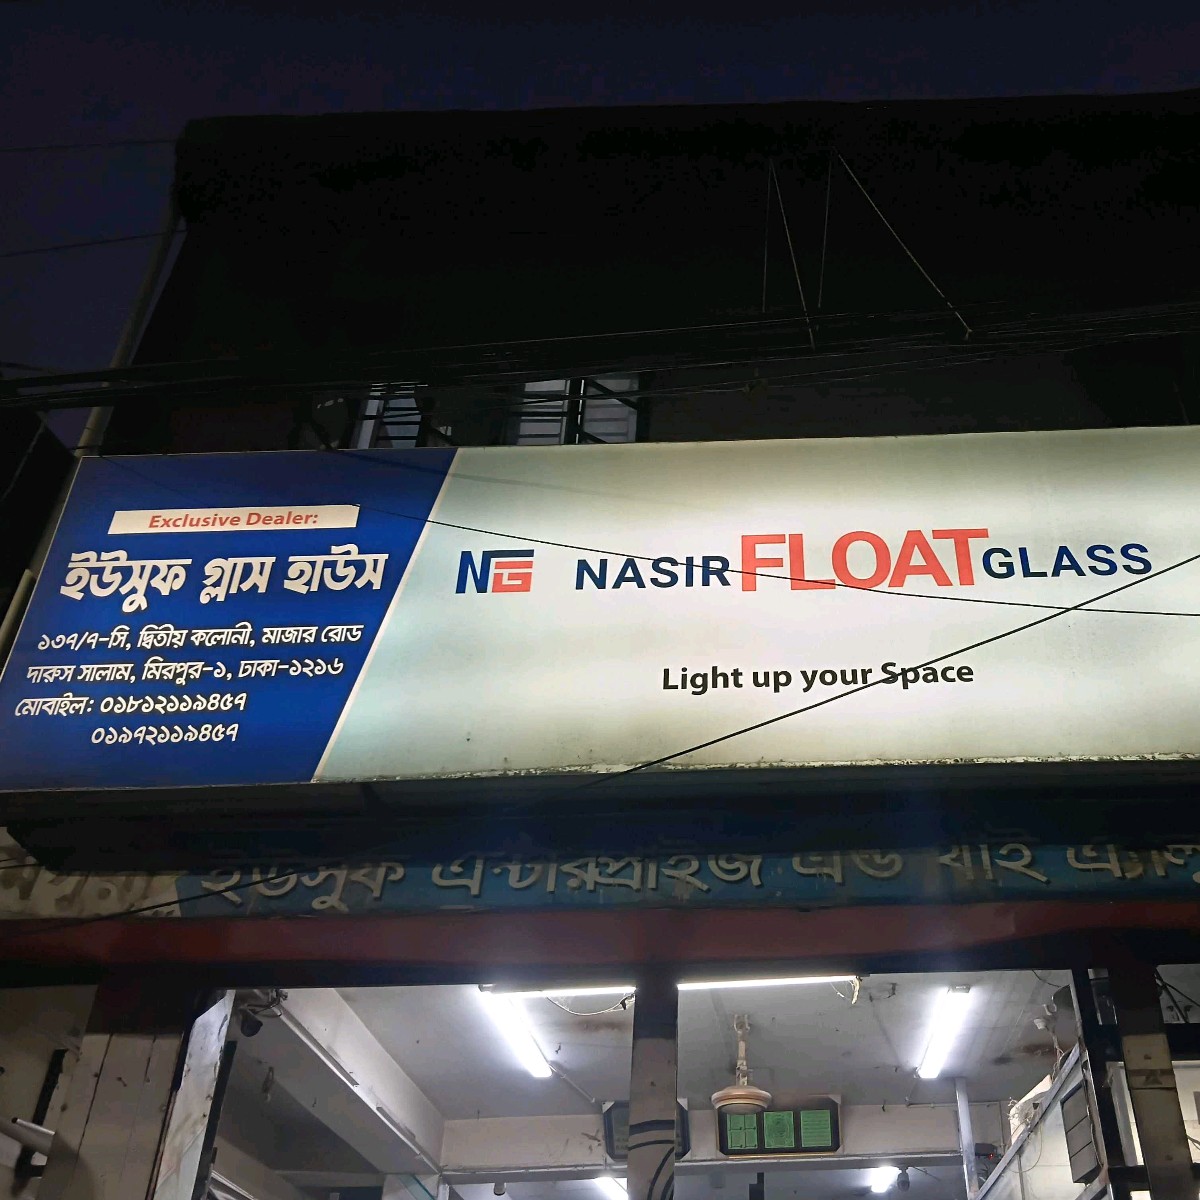 Exclusive Dealer:
ইউসুফ গ্লাস হাউস
১৩৭/৭-সি, দ্বিতীয় কলোনী, মাজার রোড
দারুস সালাম, মিরপুর-১, ঢাকা-১২১৬
মোবাইল: ০১৮১২১১৯৪৫৭
০১৯৭২১১৯৪৫৭
NG NASIR FLOAT GLASS
Light up your Space
ইউসুফ এন্টারপ্রাইজ এন্ড থাই